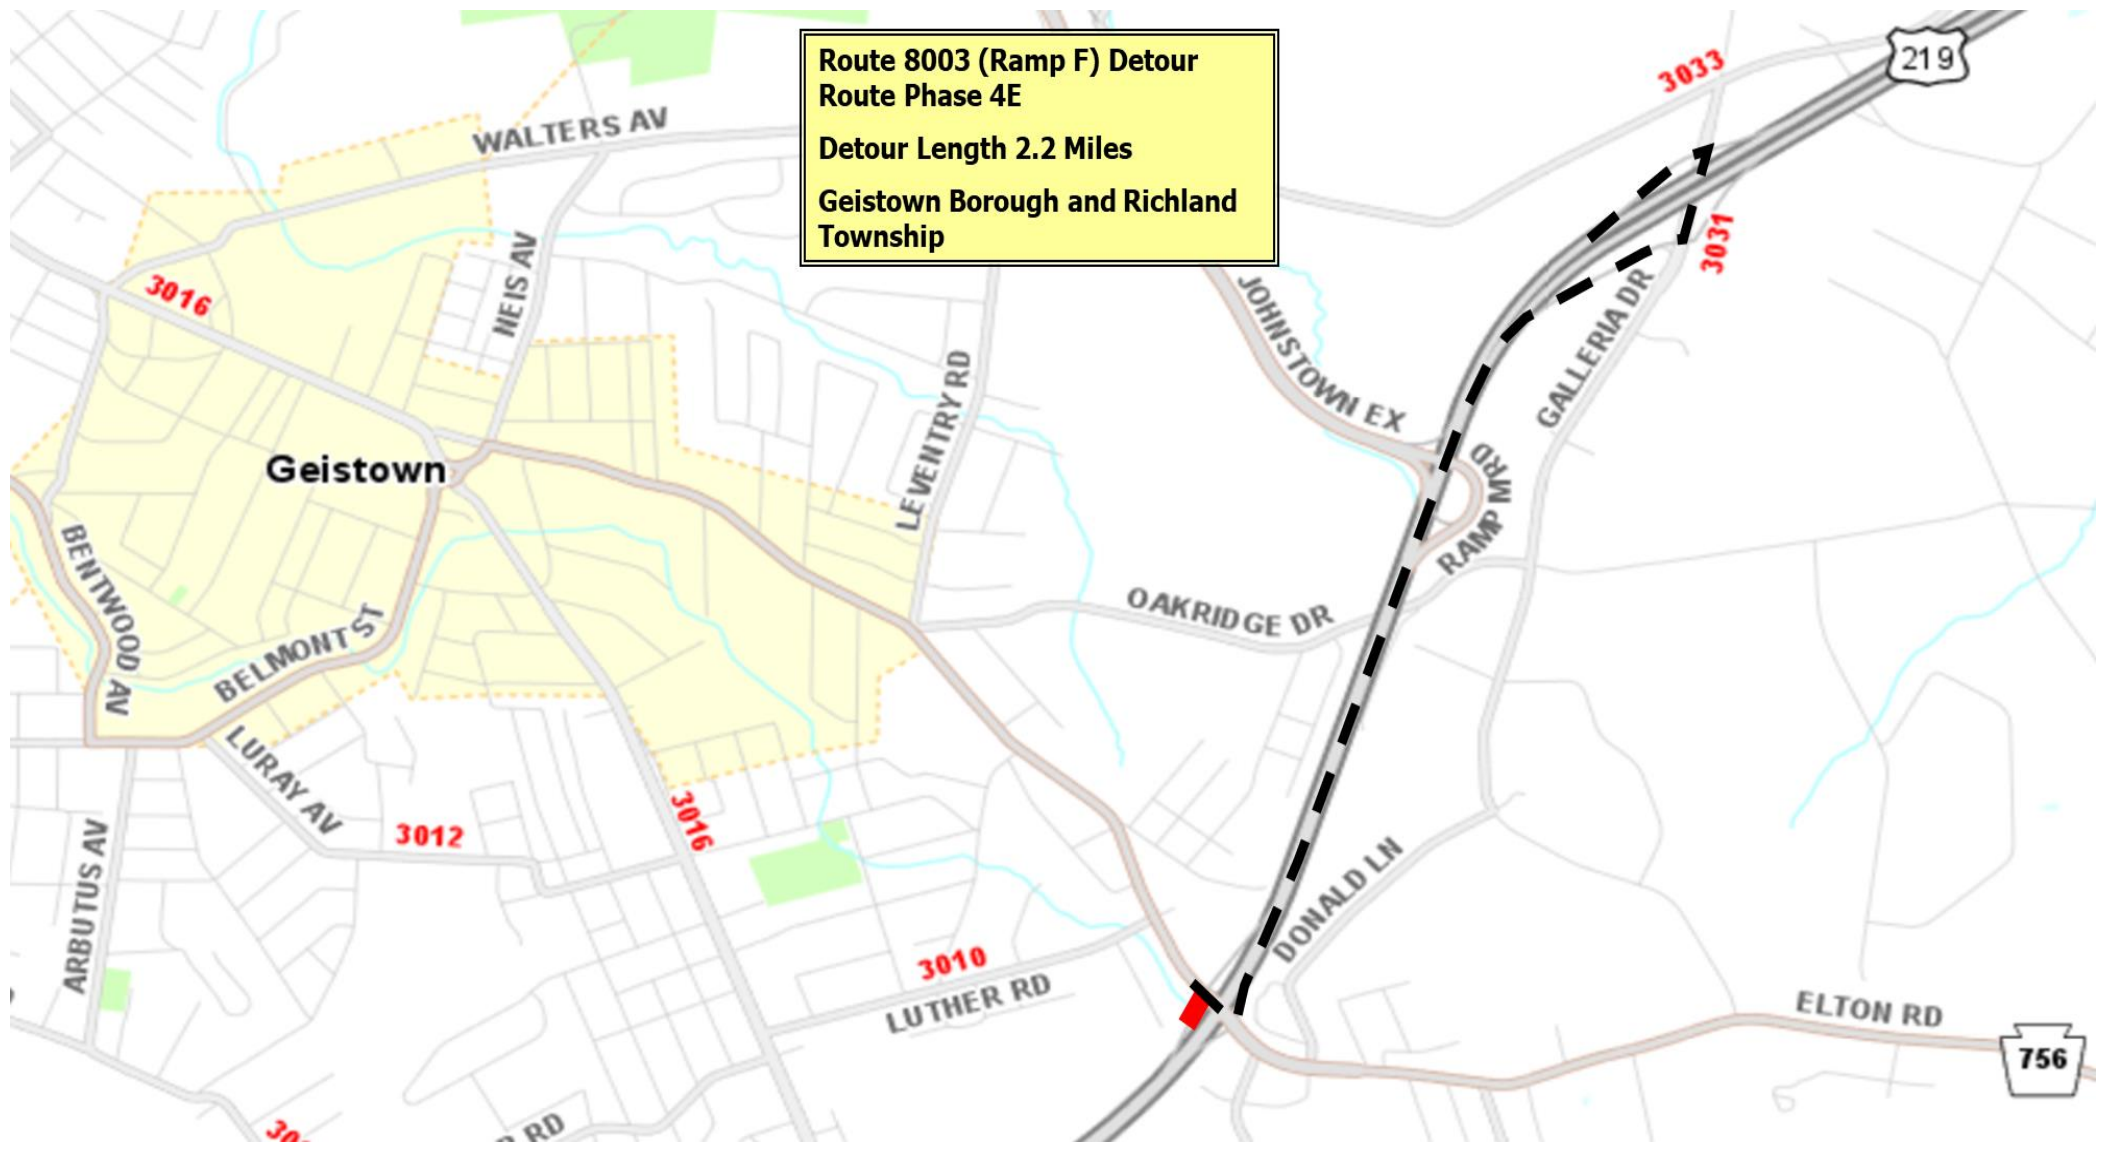 Route 8003 (Ramp F) Detour
Route Phase 4E
Detour Length 2.2 Miles
Geistown Borough and Richland
Township
219
3033
WALTERS AV
3031
3016
NEIS AV
JOHNSTOWN EX
GALLERIA DR
LEVENTRY RD
Geistown
RAMP MRD
BENTWOOD AV
OAKRIDGE DR
BELMONT ST
LURAY AV
3016
3012
ARBUTUS AV
DONALD LN
3010
LUTHER RD
ELTON RD
756
RD